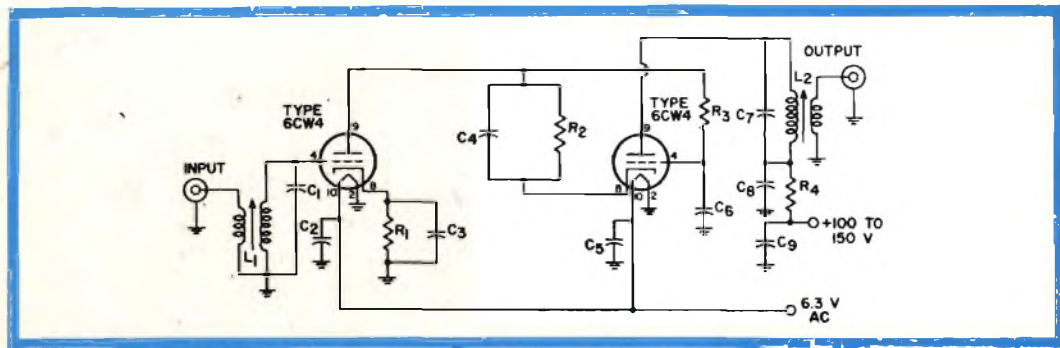 INPUT
L1
C1
TYPE
6CW4
9
4
8
10
2
C2
R1
C3
C4
R2
TYPE
6CW4
9
4
8
10
2
C5
R3
C6
C7
L2
OUTPUT
C8
R4
C9
+100 TO
150 V
6.3 V
AC